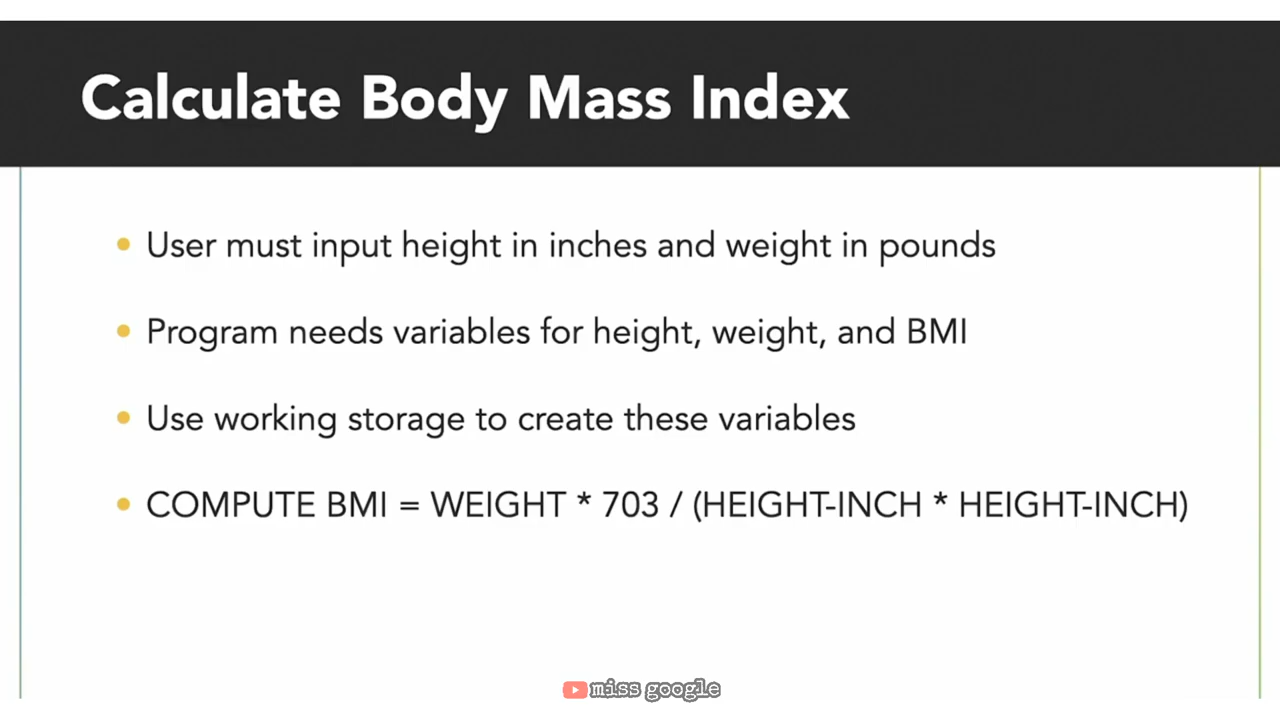 Calculate Body Mass Index
• User must input height in inches and weight in pounds
• Program needs variables for height, weight, and BMI
• Use working storage to create these variables
• COMPUTE BMI = WEIGHT * 703 / (HEIGHT-INCH * HEIGHT-INCH)
miss google